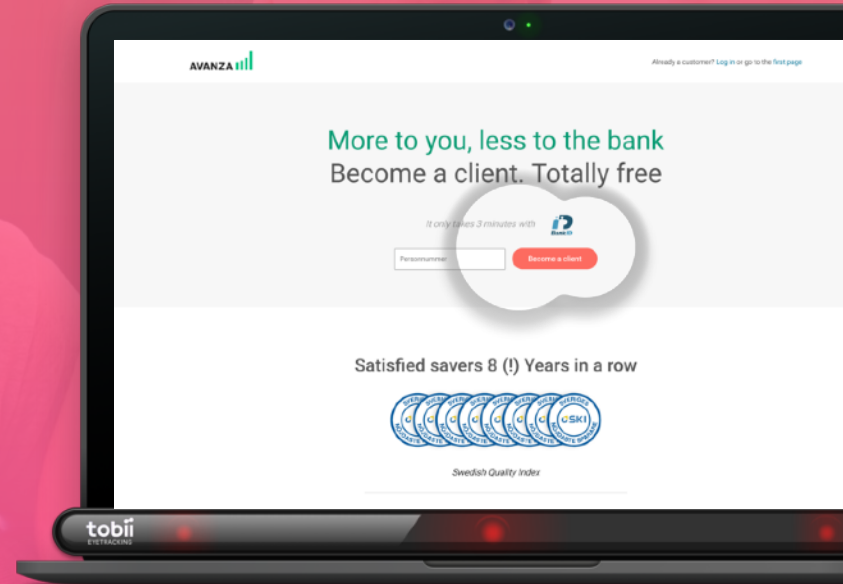 AVANZA
Already a customer? Log in or go to the first page
More to you, less to the bank
Become a client. Totally free
It only takes 3 minutes with
Bank ID
Personnummer
Become a client
Satisfied savers 8 (!) Years in a row
SKI
Swedish Quality Index
tobii
EYETRACKING